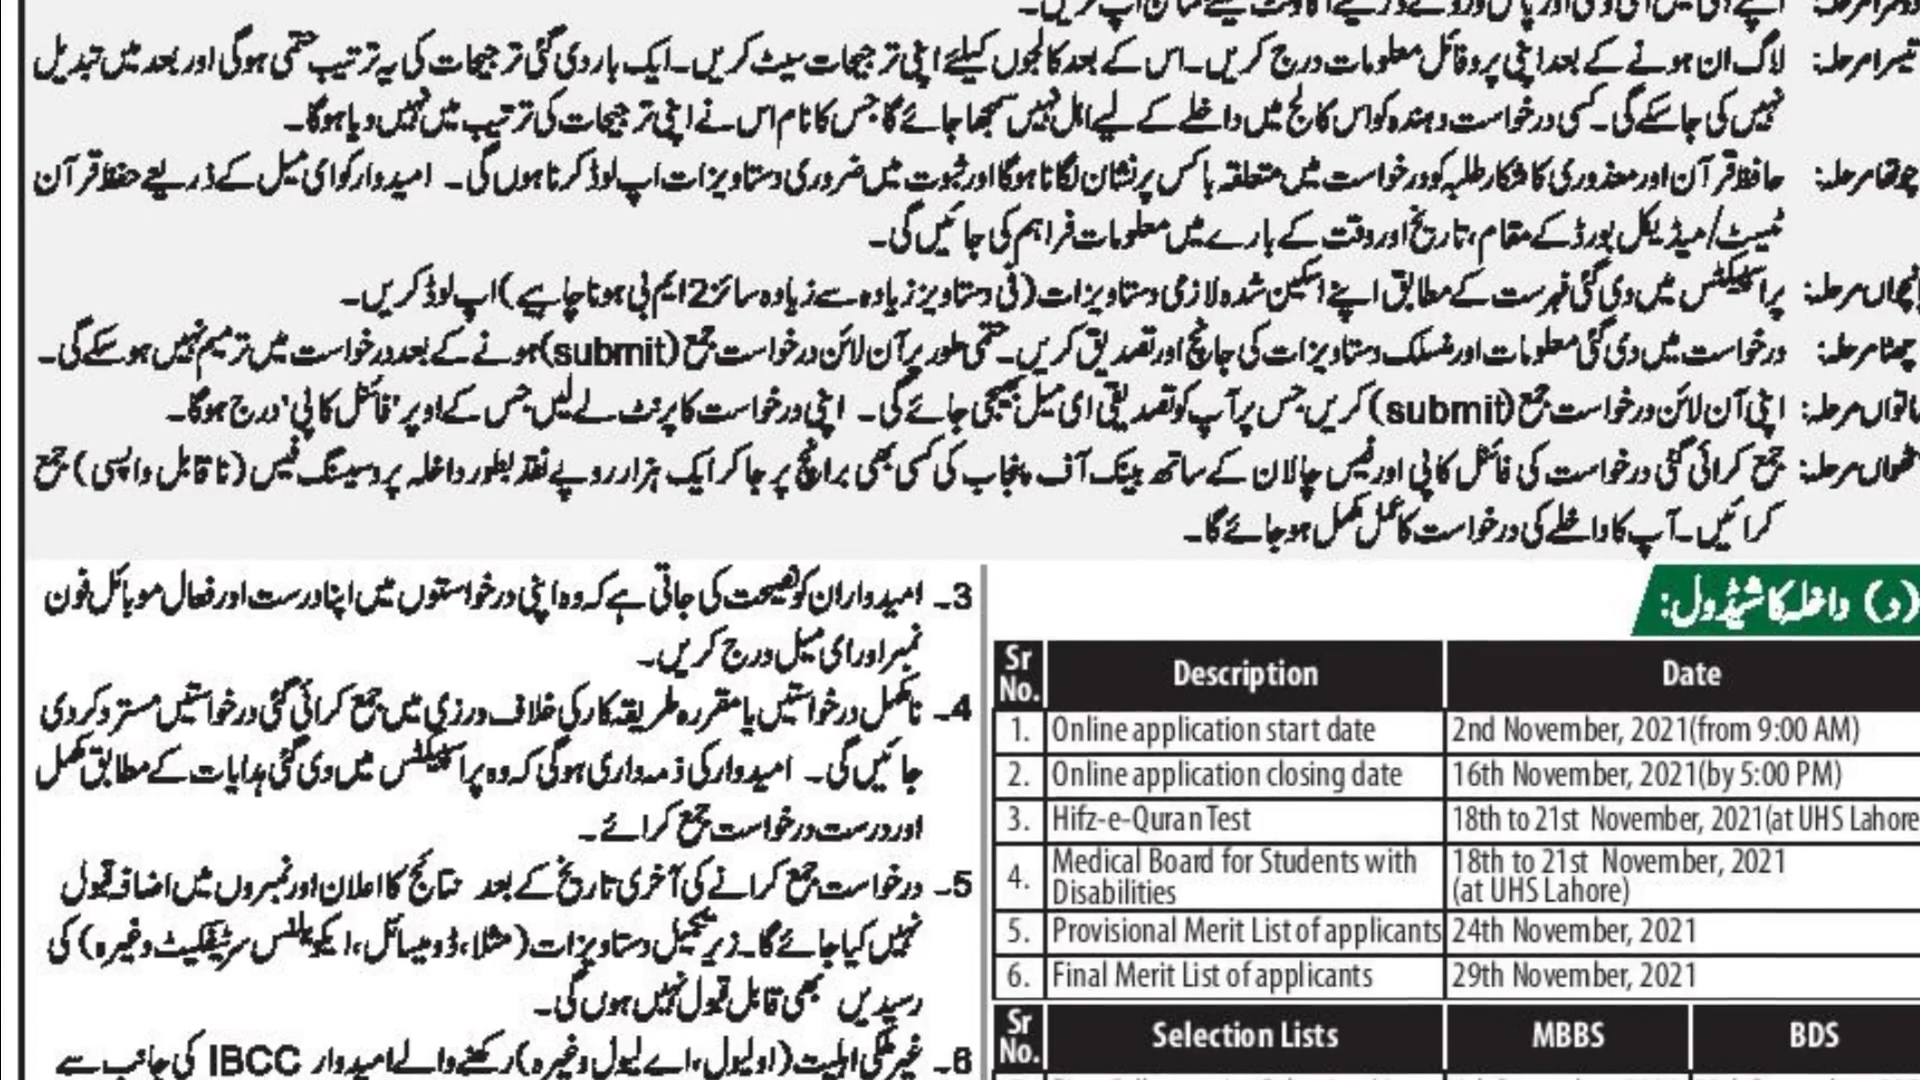 تیسرا مرحلہ: لاگ ان ہونے کے بعد اپنی پروفائل معلومات درج کریں۔ اس کے بعد کالجوں کیلئے اپنی ترجیحات سیٹ کریں۔ ایک بار دی گئی ترجیحات کی یہ ترتیب حتمی ہوگی اور بعد میں تبدیل
نہیں کی جاسکے گی۔ کسی درخواست دہندہ کو اس کالج میں داخلے کے لیے اہل نہیں سمجھا جائے گا جس کا نام اس نے اپنی ترجیحات کی ترتیب میں نہیں دیا ہوگا۔
چوتھا مرحلہ: حافظ قرآن اور معذوری کا شکار طلبہ کو درخواست میں متعلقہ باکس پر نشان لگانا ہوگا اور ثبوت میں ضروری دستاویزات اپ لوڈ کرنا ہوں گی۔ امیدوار کو ای میل کے ذریعے حفظ قرآن
ٹیسٹ/میڈیکل بورڈ کے مقام، تاریخ اور وقت کے بارے میں معلومات فراہم کی جائیں گی۔
پراسپیکٹس میں دی گئی فہرست کے مطابق اپنے اسکین شدہ لازمی دستاویزات (فی دستاویز زیادہ سے زیادہ سائز 2 ایم بی ہونا چاہیے) اپ لوڈ کریں۔
چھٹا مرحلہ: درخواست میں دی گئی معلومات اور منسلک دستاویزات کی جانچ اور تصدیق کریں۔ حتمی طور پر آن لائن درخواست جمع (submit) ہونے کے بعد درخواست میں ترمیم نہیں ہوسکے گی۔
اپنی آن لائن درخواست جمع (submit) کریں جس پر آپ کو تصدیقی ای میل بھیجی جائے گی۔ اپنی درخواست کا پرنٹ لے لیں جس کے اوپر 'فائنل کاپی' درج ہوگا۔
جمع کرائی گئی درخواست کی فائنل کاپی اور فیس چالان کے ساتھ بینک آف پنجاب کی کسی بھی برانچ پر جا کر ایک ہزار روپے نقد بطور داخلہ پروسیسنگ فیس (ناقابل واپسی) جمع
کرائیں۔ آپ کا داخلے کی درخواست کا عمل مکمل ہوجائے گا۔
(د) داخلہ کا شیڈول:
Sr No. Description Date
1. Online application start date 2nd November, 2021(from 9:00 AM)
2. Online application closing date 16th November, 2021(by 5:00 PM)
3. Hifz-e-Quran Test 18th to 21st November, 2021(at UHS Lahore
4. Medical Board for Students with Disabilities 18th to 21st November, 2021 (at UHS Lahore)
5. Provisional Merit List of applicants 24th November, 2021
6. Final Merit List of applicants 29th November, 2021
Sr No. Selection Lists MBBS BDS
3۔ امیدواران کو نصیحت کی جاتی ہے کہ وہ اپنی درخواستوں میں اپنا درست اور فعال موبائل فون
نمبر اور ای میل درج کریں۔
4۔ نامکمل درخواستیں یا مقررہ طریقہ کار کی خلاف ورزی میں جمع کرائی گئی درخواستیں مسترد کردی
جائیں گی۔ امیدوار کی ذمہ داری ہوگی کہ وہ پراسپیکٹس میں دی گئی ہدایات کے مطابق مکمل
اور درست درخواست جمع کرائے۔
5۔ درخواست جمع کرانے کی آخری تاریخ کے بعد نتائج کا اعلان اور نمبروں میں اضافہ قبول
نہیں کیا جائے گا۔ زیر تکمیل دستاویزات (مثلا، ڈومیسائل، ایکویلنس سرٹیفکیٹ وغیرہ) کی
رسیدیں بھی قابل قبول نہیں ہوں گی۔
6۔ غیر ملکی اہلیت (او لیول، اے لیول وغیرہ) رکھنے والے امیدوار IBCC کی جانب سے